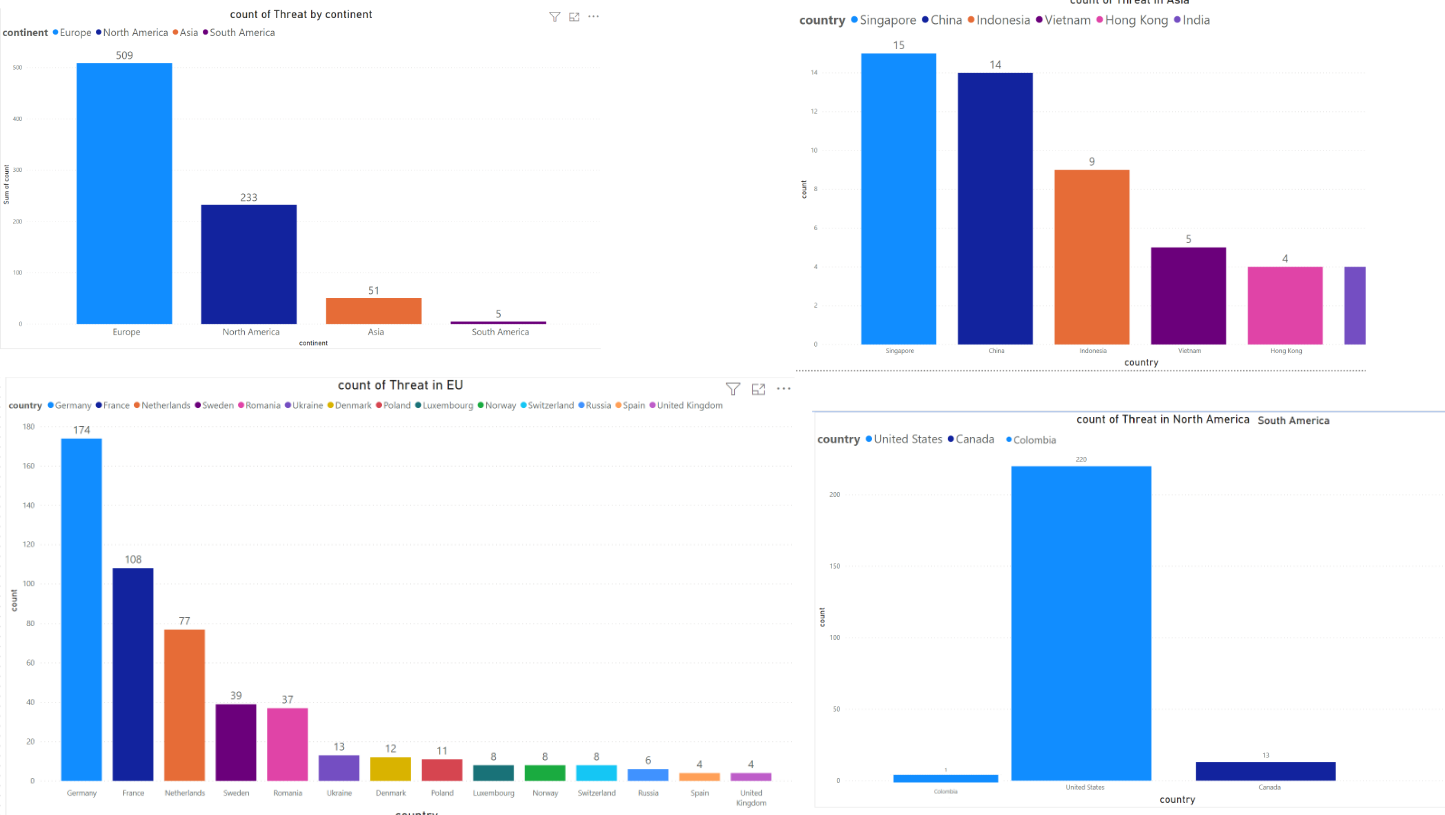 count of Threat by continent
continent Europe North America Asia South America
509
500
400
300
233
200
100
51
5
0
Sum of count
Europe North America Asia South America
continent
count of Threat in Asia
country Singapore China Indonesia Vietnam Hong Kong India
15
14
14
12
10
9
8
6
5
4
4
2
0
count
Singapore China Indonesia Vietnam Hong Kong
country
count of Threat in EU
country Germany France Netherlands Sweden Romania Ukraine Denmark Poland Luxembourg Norway Switzerland Russia Spain United Kingdom
180
174
160
140
120
108
100
80
77
60
40
39
37
20
13
12
11
8
8
8
6
4
4
0
count
Germany France Netherlands Sweden Romania Ukraine Denmark Poland Luxembourg Norway Switzerland Russia Spain United Kingdom
country
count of Threat in North America South America
country United States Canada Colombia
220
200
150
100
50
13
0
count
Colombia United States Canada
country